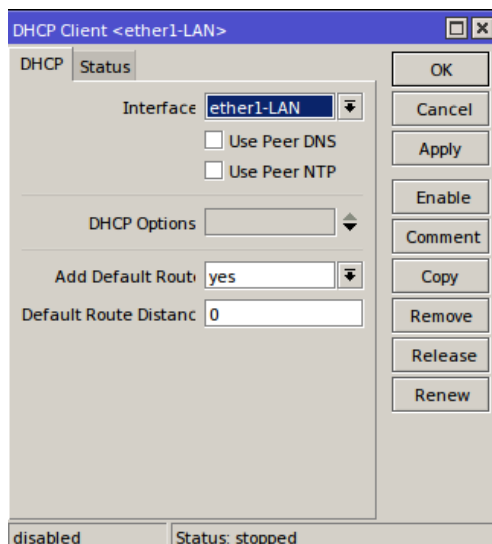 DHCP Client <ether1-LAN>
DHCP Status
OK
Interface ether1-LAN
Cancel
Use Peer DNS
Apply
Use Peer NTP
Enable
DHCP Options
Comment
Add Default Rout yes
Copy
Default Route Distanc 0
Remove
Release
Renew
disabled Status: stopped